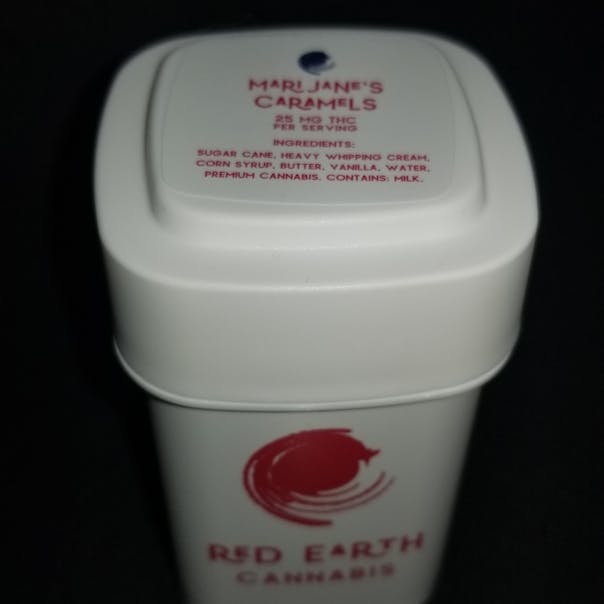 MARI JANE'S
CARAMELS
25 MG THC
PER SERVING
INGREDIENTS:
SUGAR CANE, HEAVY WHIPPING CREAM,
CORN SYRUP, BUTTER, VANILLA, WATER,
PREMIUM CANNABIS. CONTAINS: MILK.
RED EARTH
CANNABIS